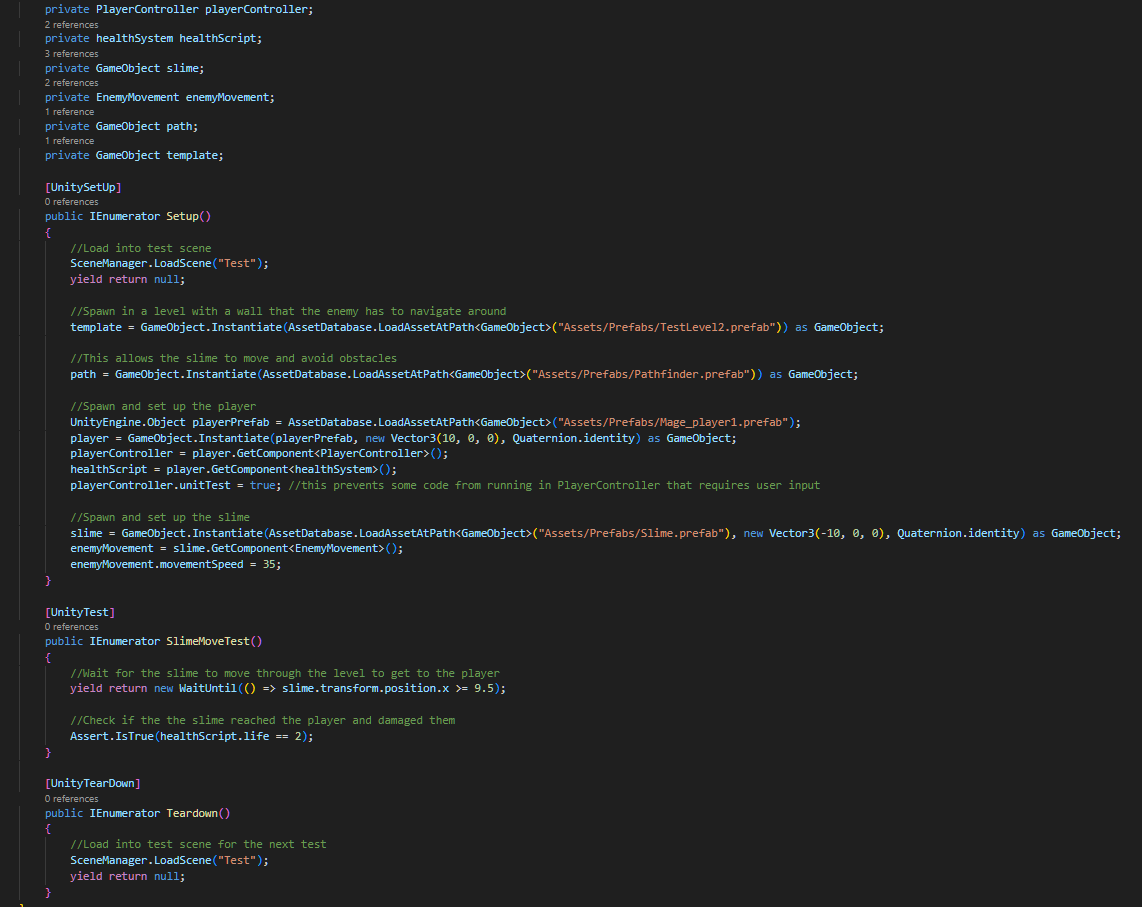 private PlayerController playerController;
2 references
private healthSystem healthScript;
3 references
private GameObject slime;
2 references
private EnemyMovement enemyMovement;
1 reference
private GameObject path;
1 reference
private GameObject template;
[UnitySetUp]
0 references
public IEnumerator Setup()
{
//Load into test scene
SceneManager.LoadScene("Test");
yield return null;
//Spawn in a level with a wall that the enemy has to navigate around
template = GameObject.Instantiate(AssetDatabase.LoadAssetAtPath<GameObject>("Assets/Prefabs/TestLevel2.prefab")) as GameObject;
//This allows the slime to move and avoid obstacles
path = GameObject.Instantiate(AssetDatabase.LoadAssetAtPath<GameObject>("Assets/Prefabs/Pathfinder.prefab")) as GameObject;
//Spawn and set up the player
UnityEngine.Object playerPrefab = AssetDatabase.LoadAssetAtPath<GameObject>("Assets/Prefabs/Mage_player1.prefab");
player = GameObject.Instantiate(playerPrefab, new Vector3(10, 0, 0), Quaternion.identity) as GameObject;
playerController = player.GetComponent<PlayerController>();
healthScript = player.GetComponent<healthSystem>();
playerController.unitTest = true; //this prevents some code from running in PlayerController that requires user input
//Spawn and set up the slime
slime = GameObject.Instantiate(AssetDatabase.LoadAssetAtPath<GameObject>("Assets/Prefabs/Slime.prefab"), new Vector3(-10, 0, 0), Quaternion.identity) as GameObject;
enemyMovement = slime.GetComponent<EnemyMovement>();
enemyMovement.movementSpeed = 35;
}
[UnityTest]
0 references
public IEnumerator SlimeMoveTest()
{
//Wait for the slime to move through the level to get to the player
yield return new WaitUntil(() => slime.transform.position.x >= 9.5);
//Check if the the slime reached the player and damaged them
Assert.IsTrue(healthScript.life == 2);
}
[UnityTearDown]
0 references
public IEnumerator Teardown()
{
//Load into test scene for the next test
SceneManager.LoadScene("Test");
yield return null;
}